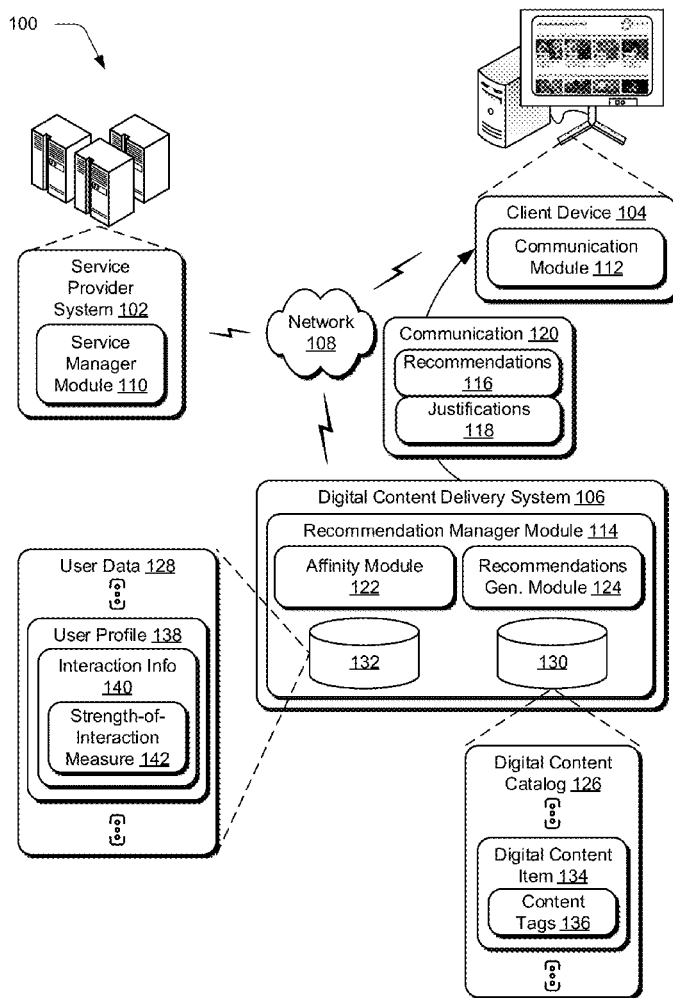 100
Client Device 104
Communication
Module 112
Service
Provider
System 102
Service
Manager
Module 110
Network
108
Communication 120
Recommendations
116
Justifications
118
Digital Content Delivery System 106
Recommendation Manager Module 114
Affinity Module
122
Recommendations
Gen. Module 124
132
130
User Data 128
User Profile 138
Interaction Info
140
Strength-of-
Interaction
Measure 142
Digital Content
Catalog 126
Digital Content
Item 134
Content
Tags 136